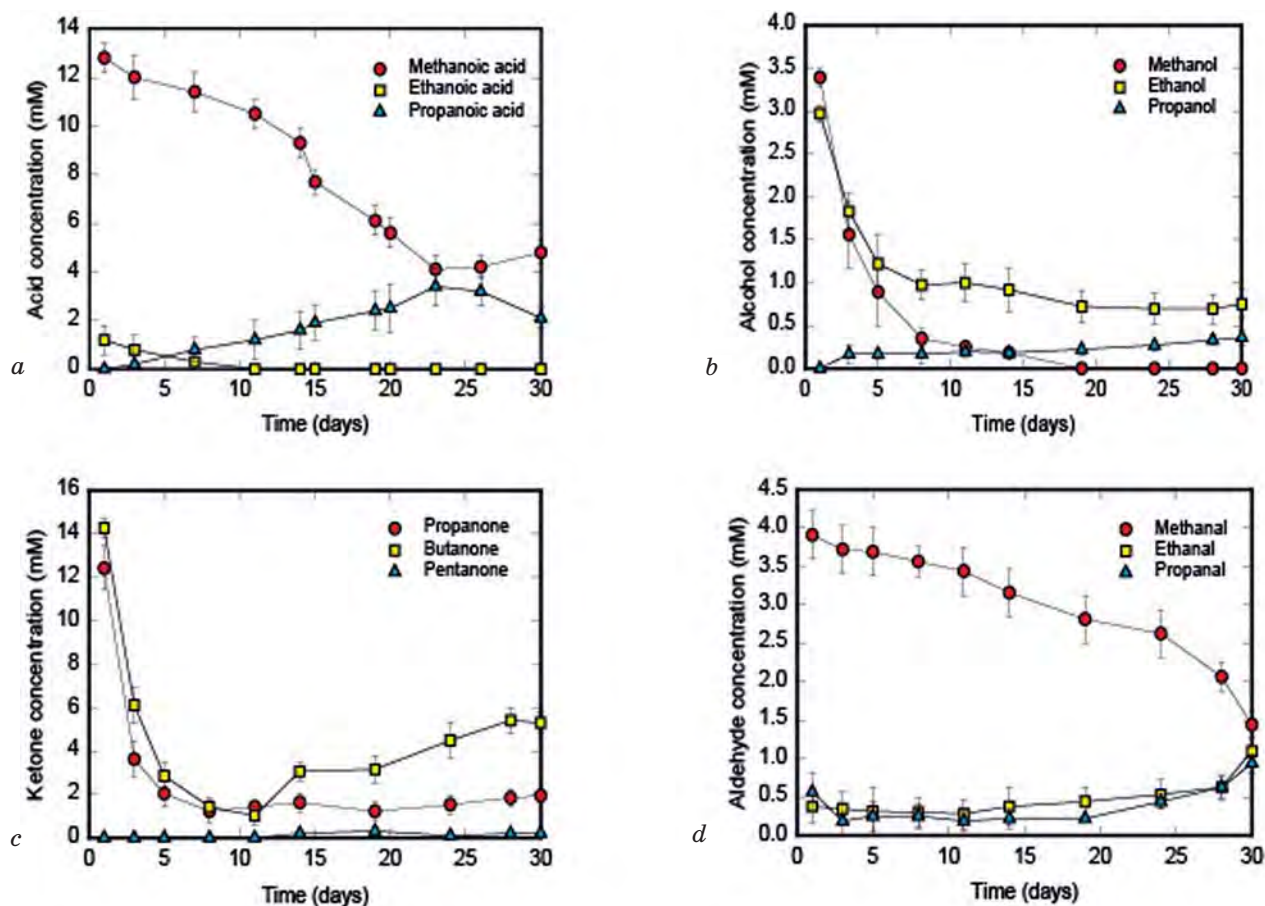 14
12
10
8
6
4
2
0
Acid concentration (mM)
Methanoic acid
Ethanoic acid
Propanoic acid
0 5 10 15 20 25 30
Time (days)
a
4.0
3.5
3.0
2.5
2.0
1.5
1.0
0.5
0.0
Alcohol concentration (mM)
Methanol
Ethanol
Propanol
0 5 10 15 20 25 30
Time (days)
b
16
14
12
10
8
6
4
2
0
Ketone concentration (mM)
Propanone
Butanone
Pentanone
0 5 10 15 20 25 30
Time (days)
c
4.5
4.0
3.5
3.0
2.5
2.0
1.5
1.0
0.5
0.0
Aldehyde concentration (mM)
Methanal
Ethanal
Propanal
0 5 10 15 20 25 30
Time (days)
d